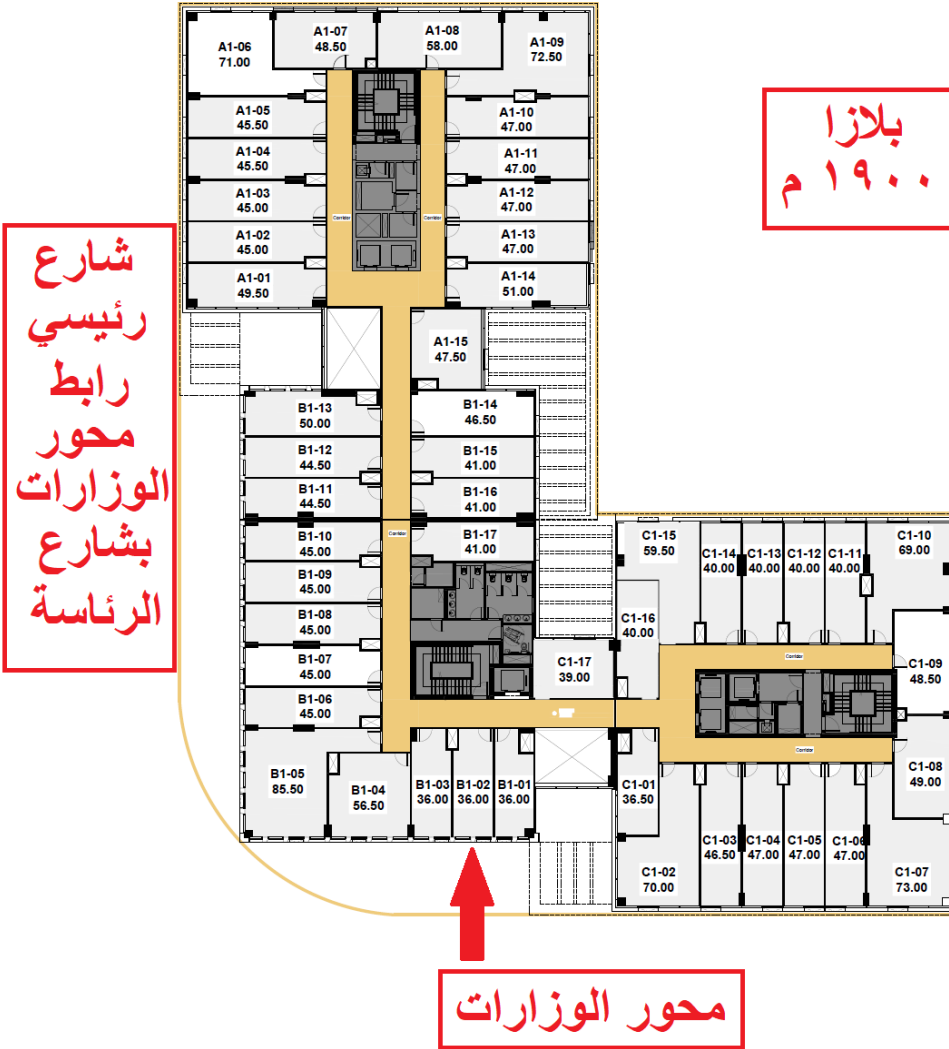 A1-06
71.00
A1-07
48.50
A1-08
58.00
A1-09
72.50
A1-05
45.50
A1-04
45.50
A1-03
45.00
A1-02
45.00
A1-01
49.50
A1-10
47.00
A1-11
47.00
A1-12
47.00
A1-13
47.00
A1-14
51.00
Corridor
Corridor
A1-15
47.50
بلازا
١٩٠٠ م
شارع
رئيسي
رابط
محور
الوزارات
بشارع
الرئاسة
B1-13
50.00
B1-12
44.50
B1-11
44.50
B1-10
45.00
B1-09
45.00
B1-08
45.00
B1-07
45.00
B1-06
45.00
B1-05
85.50
B1-04
56.50
B1-03
36.00
B1-02
36.00
B1-01
36.00
B1-14
46.50
B1-15
41.00
B1-16
41.00
B1-17
41.00
Corridor
C1-17
39.00
C1-15
59.50
C1-14
40.00
C1-13
40.00
C1-12
40.00
C1-11
40.00
C1-10
69.00
C1-16
40.00
C1-09
48.50
Corridor
Corridor
C1-08
49.00
C1-01
36.50
C1-02
70.00
C1-03
46.50
C1-04
47.00
C1-05
47.00
C1-06
47.00
C1-07
73.00
محور الوزارات